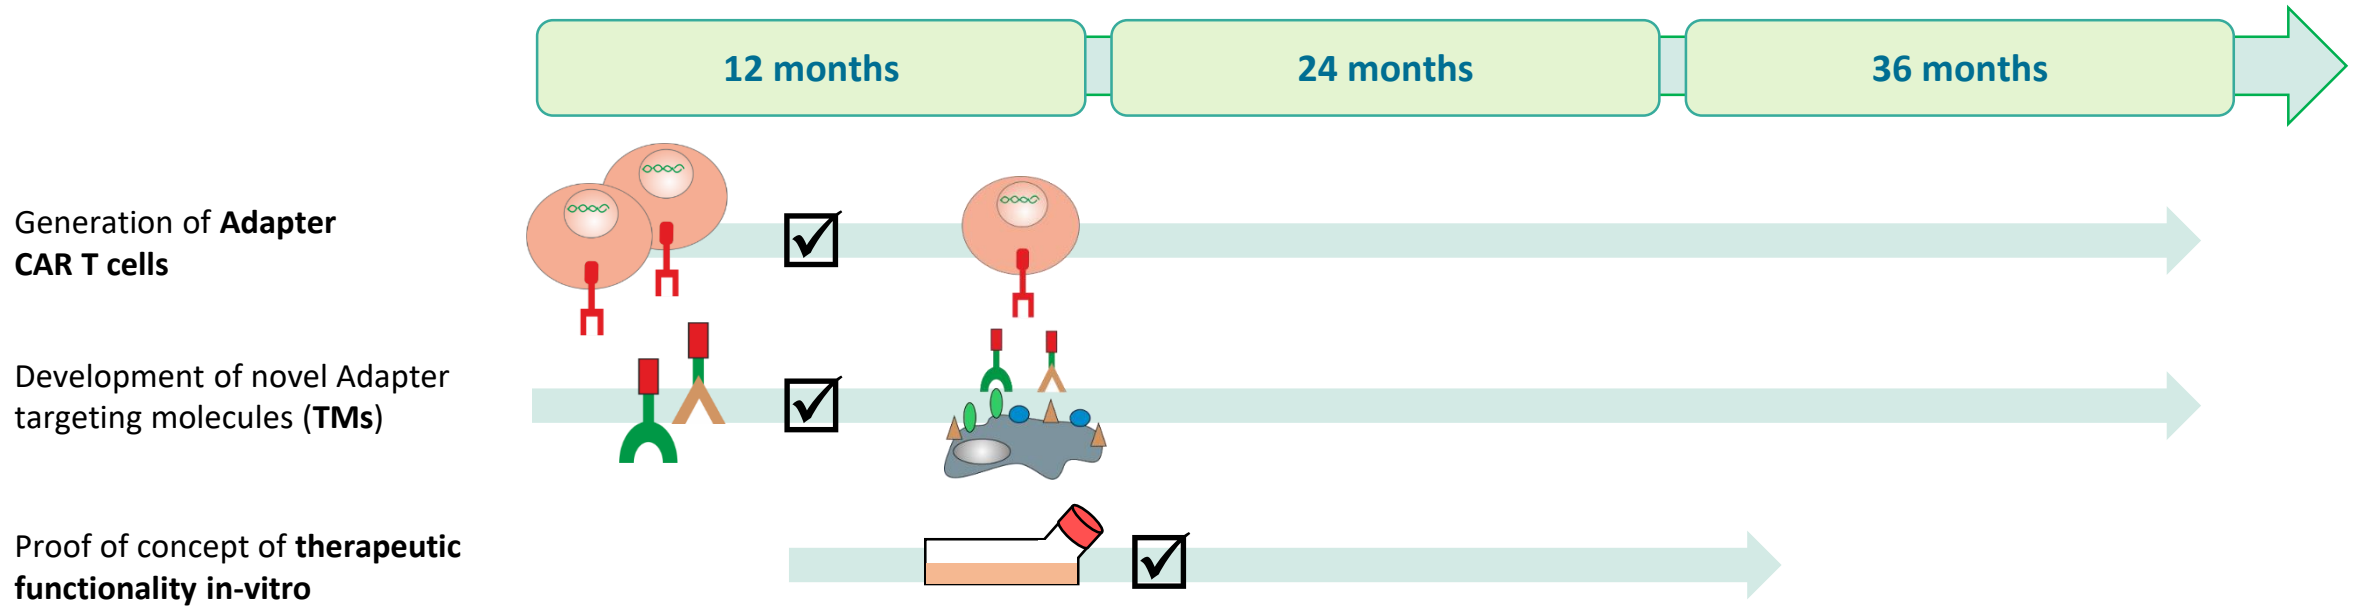 12 months
24 months
36 months
Generation of Adapter
CAR T cells
Development of novel Adapter
targeting molecules (TMs)
Proof of concept of therapeutic
functionality in-vitro